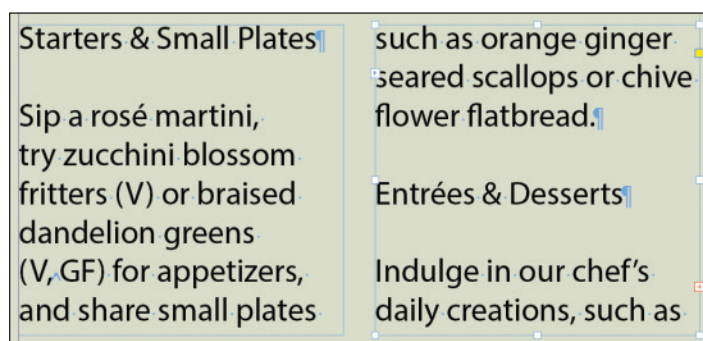 Starters & Small Plates
Sip a rosé martini,
try zucchini blossom
fritters (V) or braised
dandelion greens
(V, GF) for appetizers,
and share small plates
such as orange ginger
seared scallops or chive
flower flatbread.
Entrées & Desserts
Indulge in our chef’s
daily creations, such as